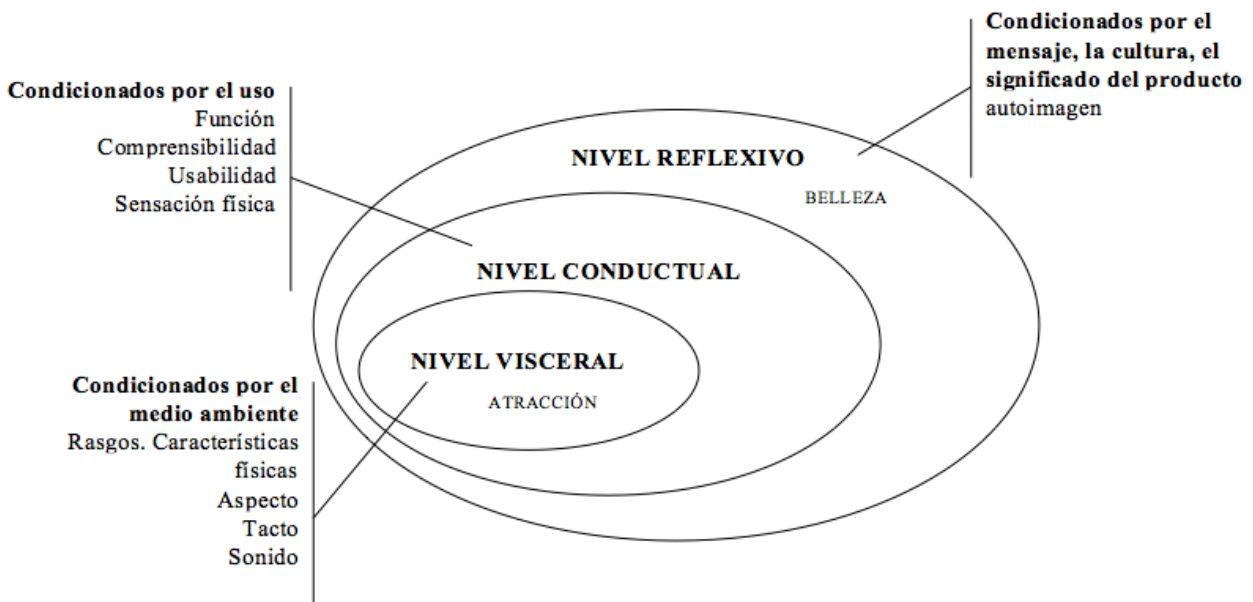 Condicionados por el
mensaje, la cultura, el
significado del producto
autoimagen
Condicionados por el uso
Función
Comprensibilidad
Usabilidad
Sensación física
NIVEL REFLEXIVO
BELLEZA
NIVEL CONDUCTUAL
NIVEL VISCERAL
ATRACCIÓN
Condicionados por el
medio ambiente
Rasgos. Características
físicas
Aspecto
Tacto
Sonido